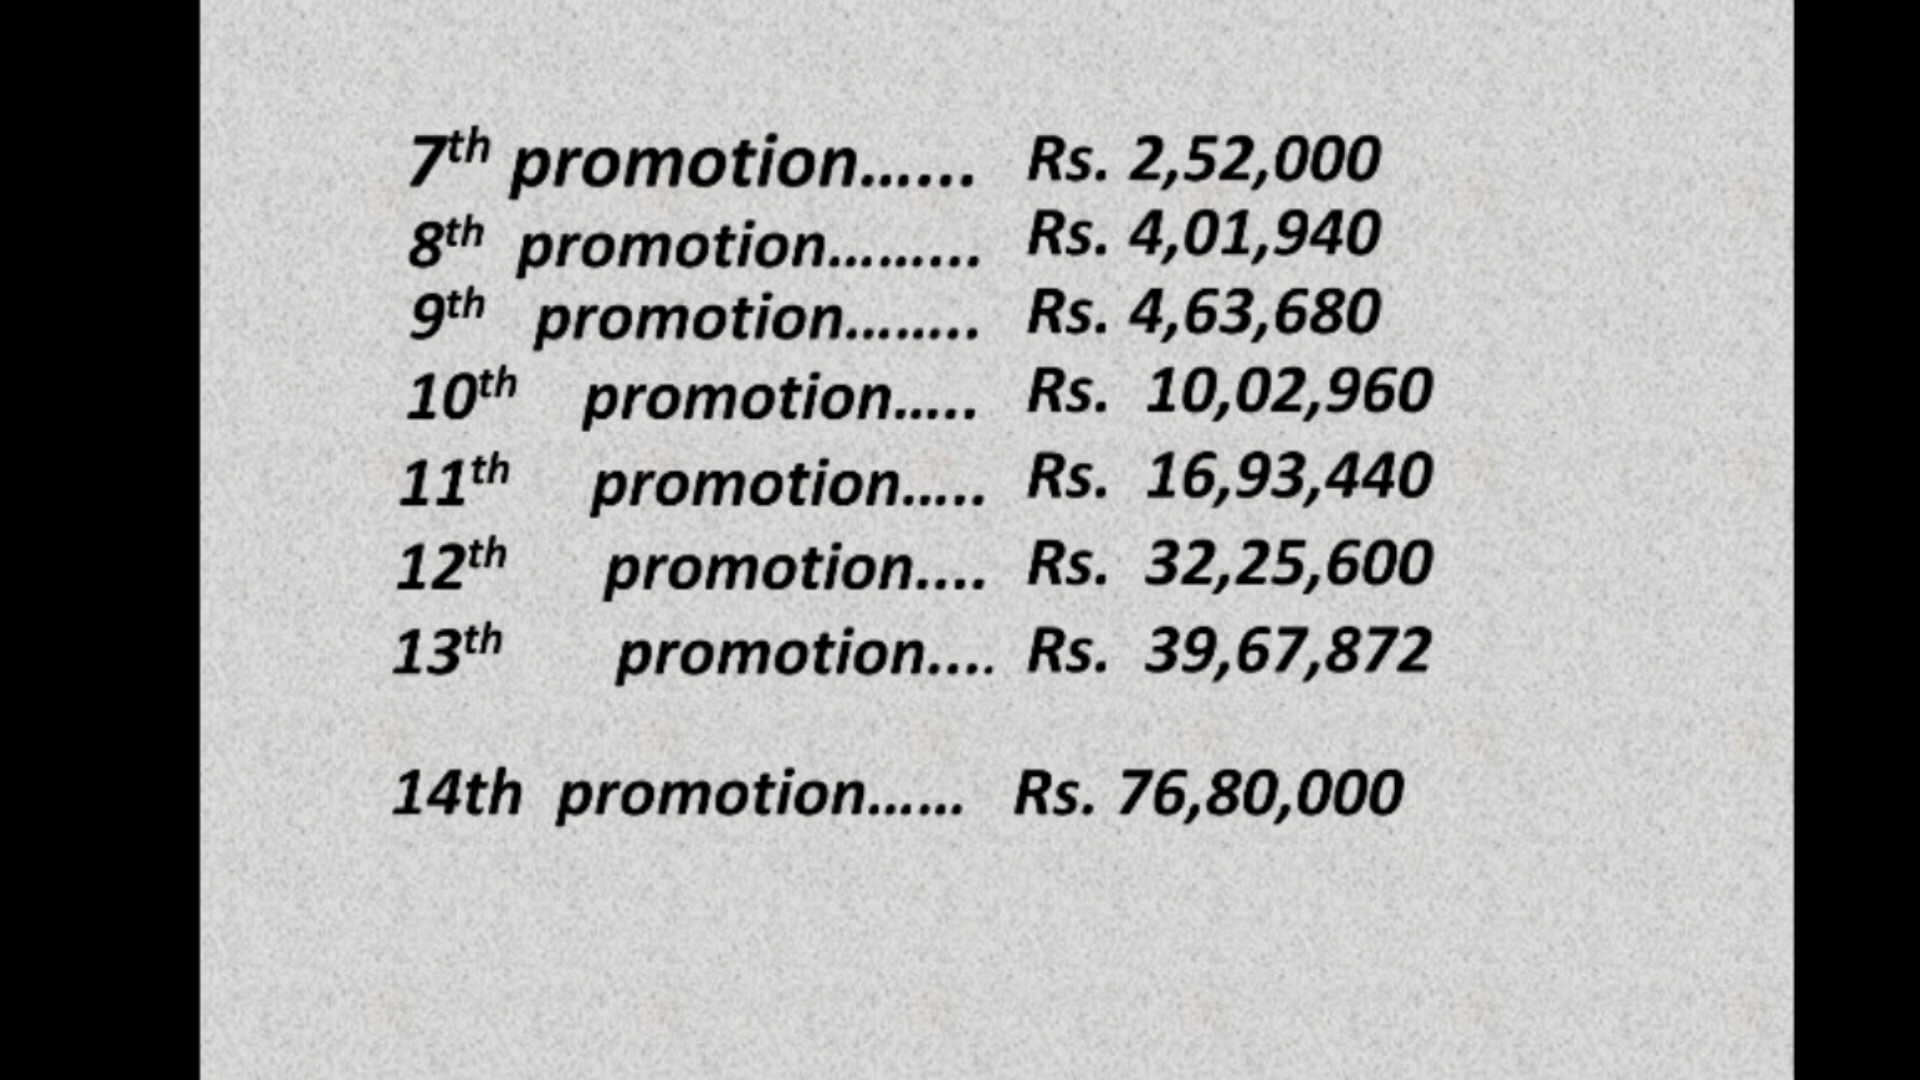 7th promotion...... Rs. 2,52,000
8th promotion......... Rs. 4,01,940
9th promotion........ Rs. 4,63,680
10th promotion..... Rs. 10,02,960
11th promotion..... Rs. 16,93,440
12th promotion.... Rs. 32,25,600
13th promotion.... Rs. 39,67,872
14th promotion...... Rs. 76,80,000